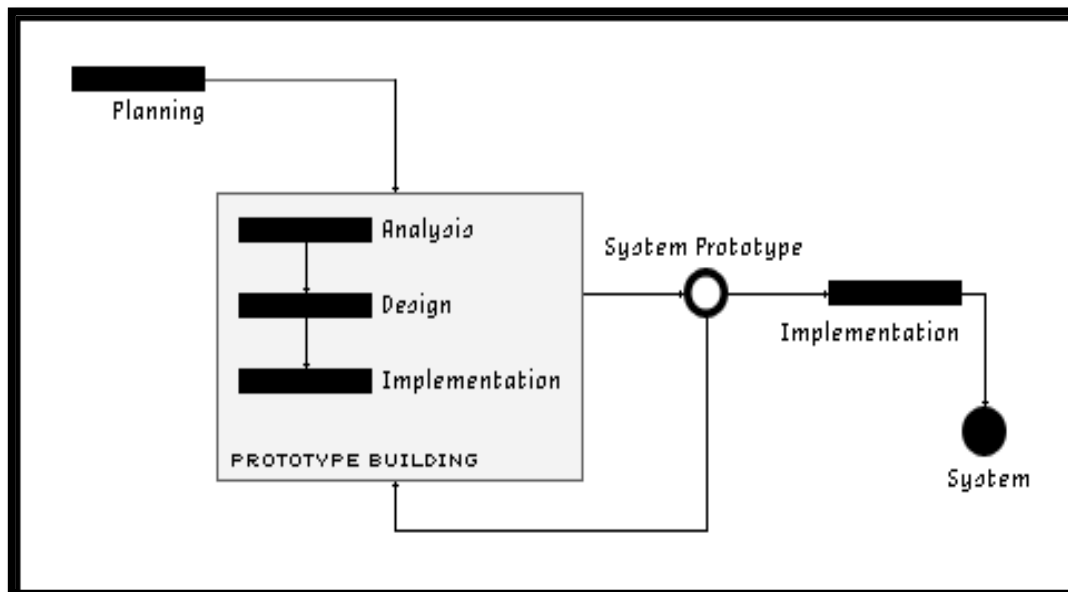 Planning
Analysis
Design
Implementation
PROTOTYPE BUILDING
System Prototype
Implementation
System